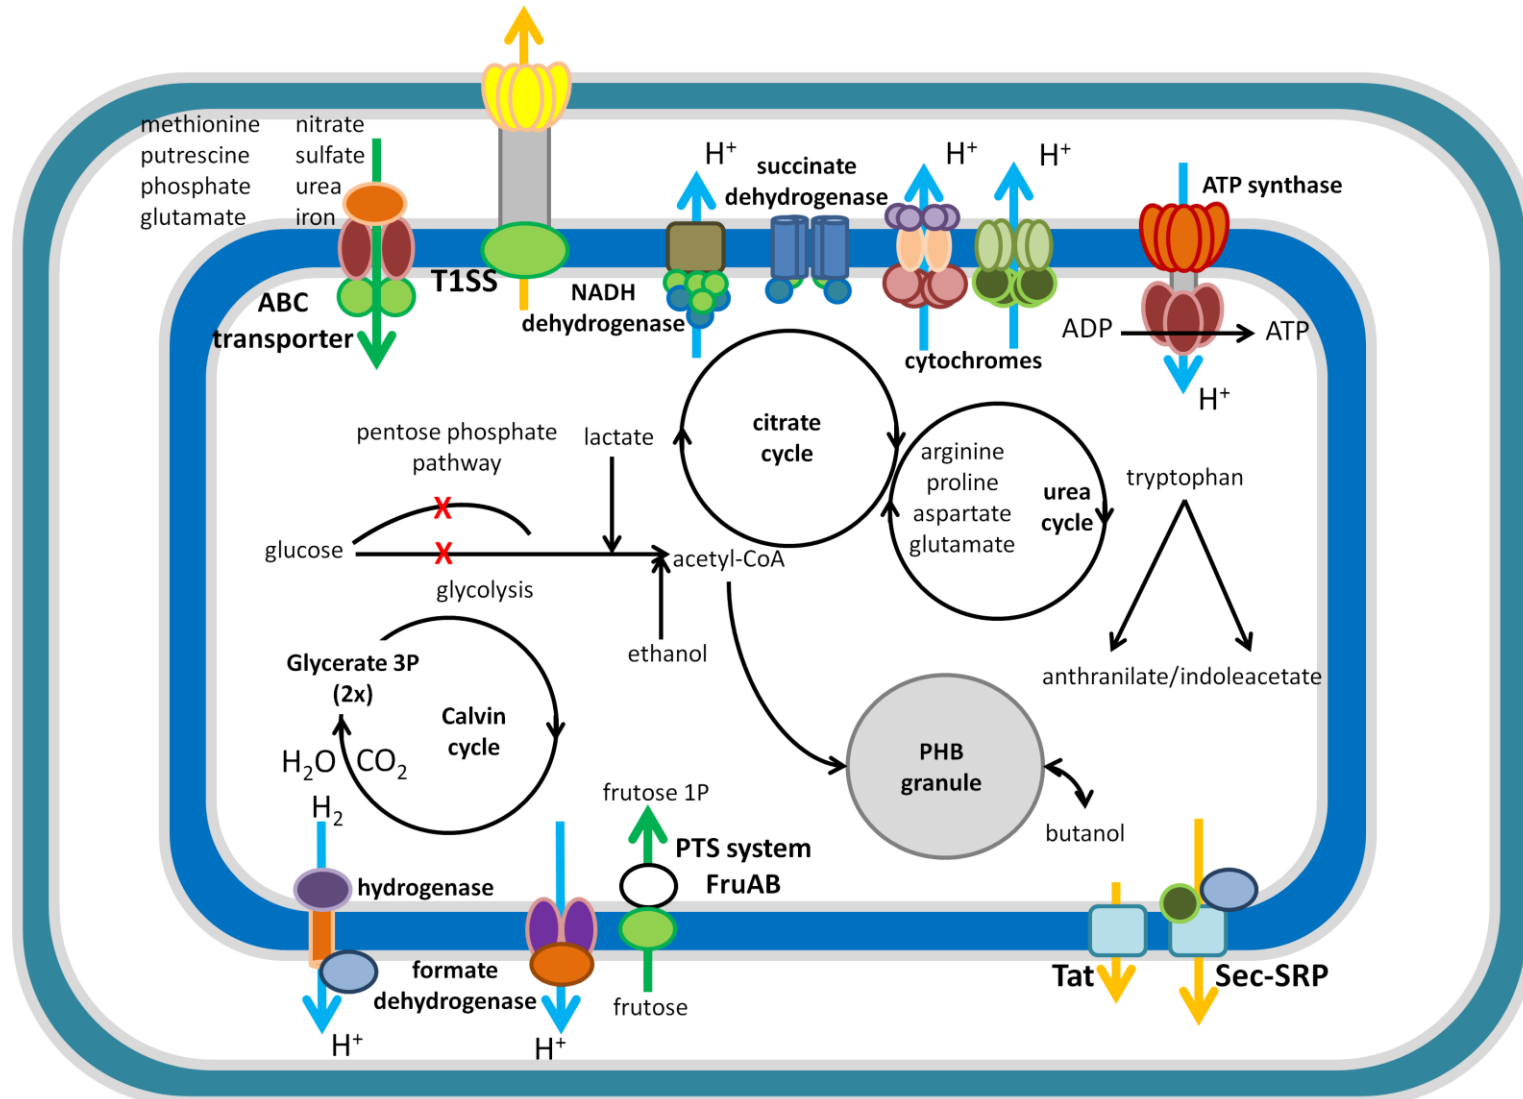 methionine nitrate
putrescine sulfate
phosphate urea
glutamate iron
ABC
transporter
T1SS
H⁺
NADH
dehydrogenase
succinate
dehydrogenase
H⁺
H⁺
cytochromes
ATP synthase
ADP
ATP
H⁺
pentose phosphate
pathway
lactate
citrate
cycle
arginine
proline
aspartate
glutamate
urea
cycle
tryptophan
glucose
X
X
acetyl-CoA
glycolysis
ethanol
anthranilate/indoleacetate
Glycerate 3P
(2x)
Calvin
cycle
H₂O CO₂
H₂
PHB
granule
butanol
frutose 1P
PTS system
FruAB
hydrogenase
formate
dehydrogenase
frutose
H⁺
H⁺
Tat
Sec-SRP